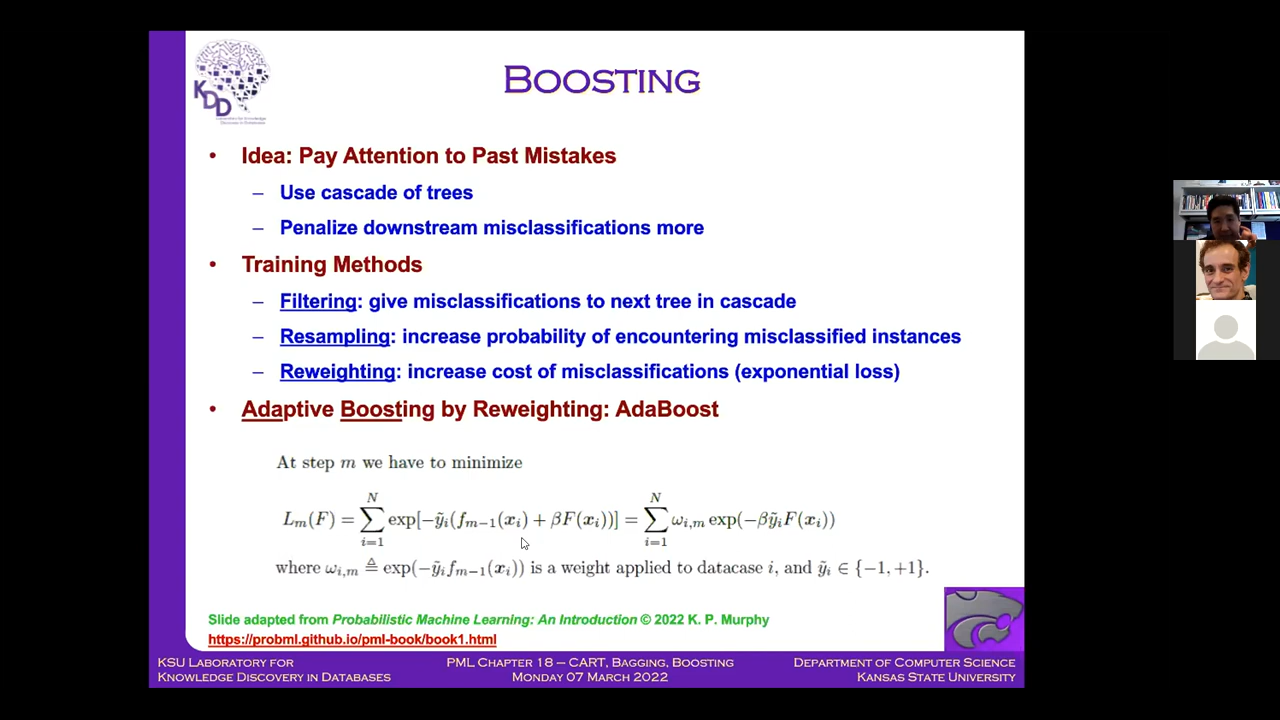 KDD
BOOSTING
• Idea: Pay Attention to Past Mistakes
– Use cascade of trees
– Penalize downstream misclassifications more
• Training Methods
– Filtering: give misclassifications to next tree in cascade
– Resampling: increase probability of encountering misclassified instances
– Reweighting: increase cost of misclassifications (exponential loss)
• Adaptive Boosting by Reweighting: AdaBoost
At step m we have to minimize
L_m(F) = ∑_{i=1}^{N} exp[−ỹ_i(f_{m−1}(x_i) + βF(x_i))] = ∑_{i=1}^{N} ω_{i,m} exp(−βỹ_iF(x_i))
where ω_{i,m} ≜ exp(−ỹ_if_{m−1}(x_i)) is a weight applied to datacase i, and ỹ_i ∈ {−1, +1}.
Slide adapted from Probabilistic Machine Learning: An Introduction © 2022 K. P. Murphy
https://probml.github.io/pml-book/book1.html
KSU LABORATORY FOR
KNOWLEDGE DISCOVERY IN DATABASES
PML CHAPTER 18 – CART, BAGGING, BOOSTING
MONDAY 07 MARCH 2022
DEPARTMENT OF COMPUTER SCIENCE
KANSAS STATE UNIVERSITY